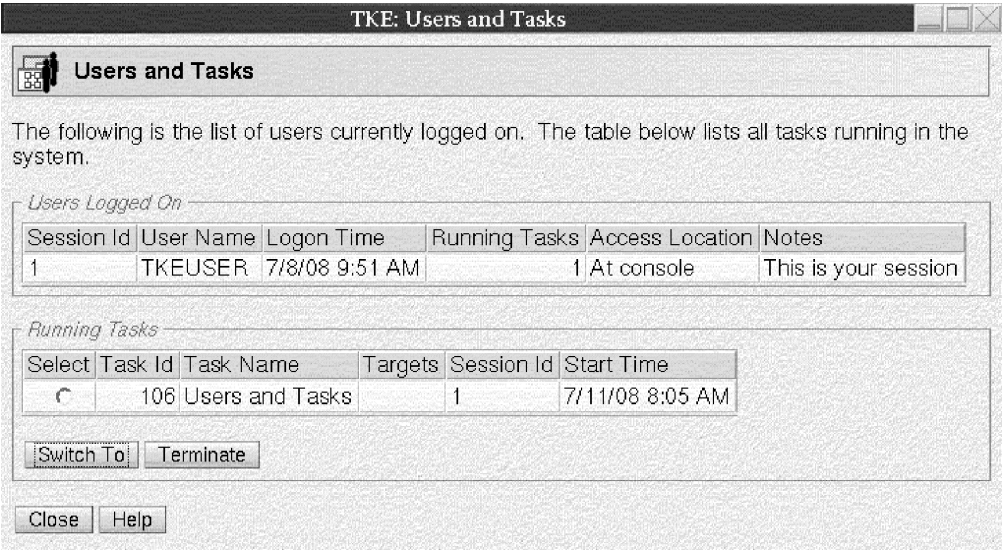 TKE: Users and Tasks
Users and Tasks
The following is the list of users currently logged on. The table below lists all tasks running in the
system.
Users Logged On
Session Id User Name Logon Time Running Tasks Access Location Notes
1 TKEUSER 7/8/08 9:51 AM 1 At console This is your session
Running Tasks
Select Task Id Task Name Targets Session Id Start Time
106 Users and Tasks 1 7/11/08 8:05 AM
Switch To Terminate
Close Help